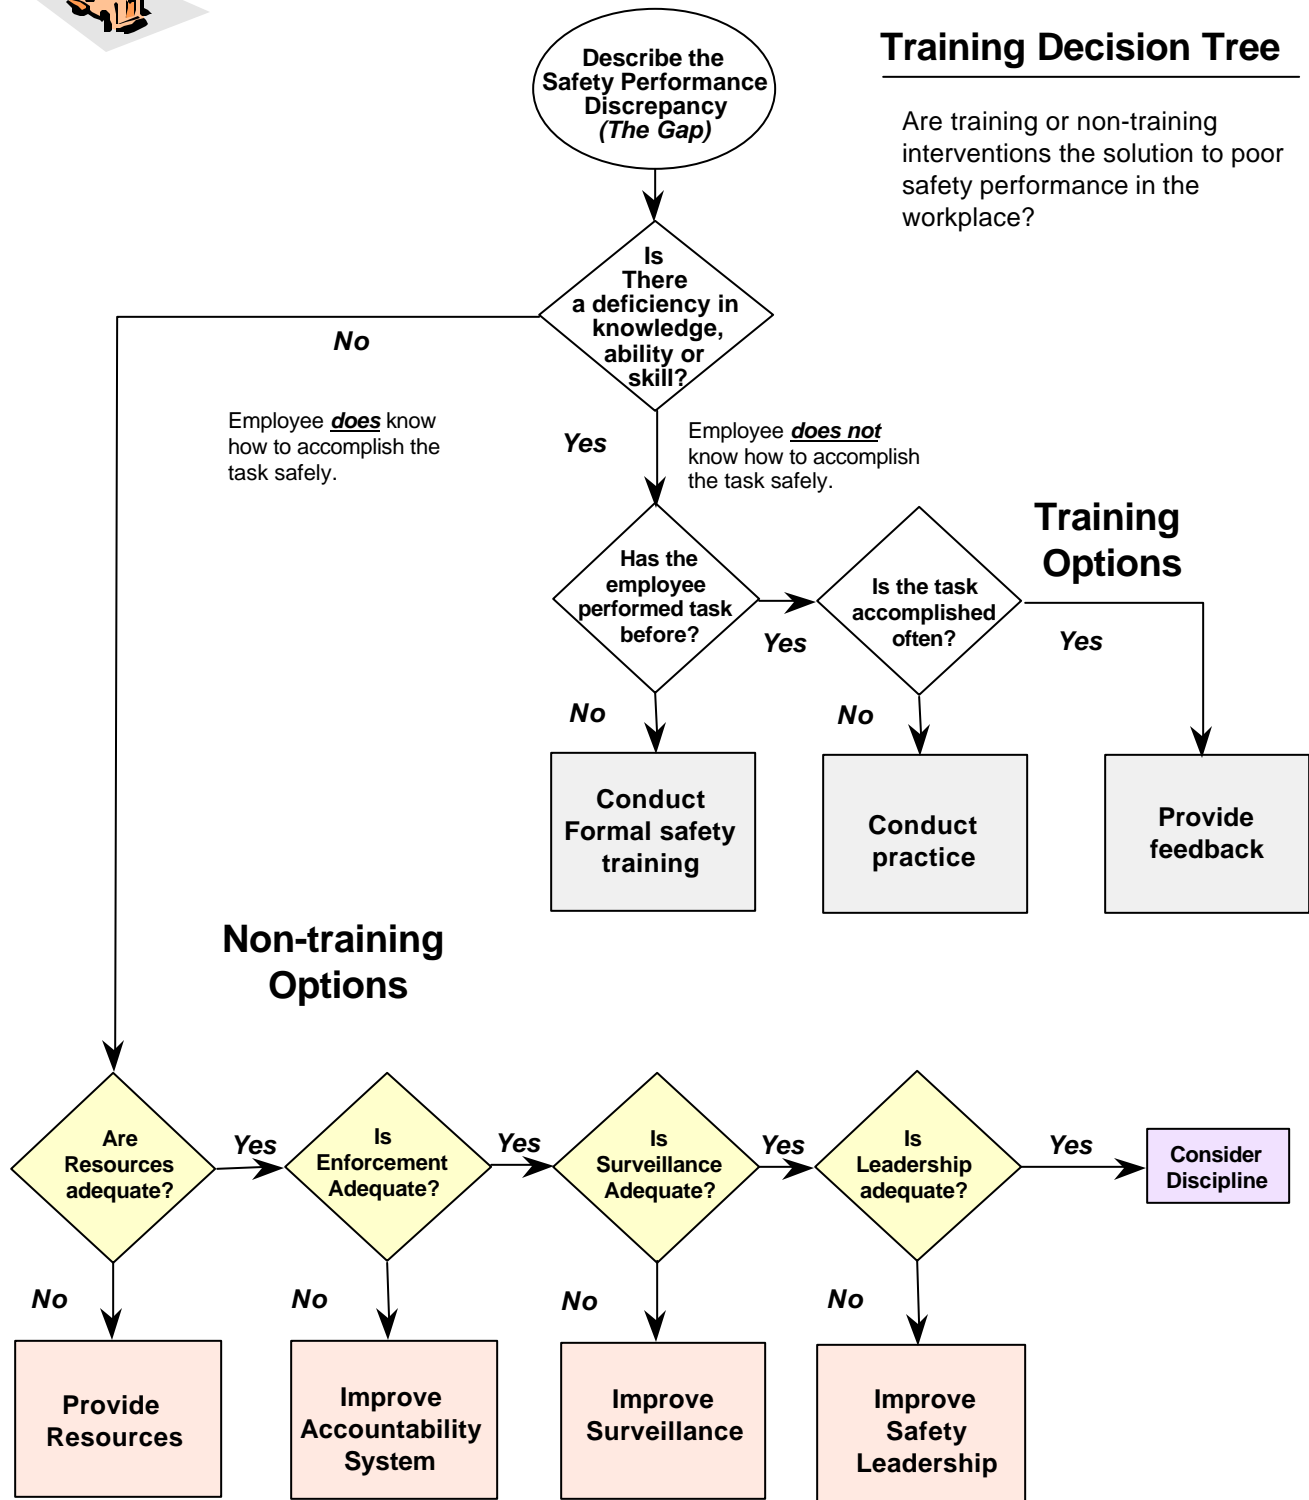 Training Decision Tree
Are training or non-training
interventions the solution to poor
safety performance in the
workplace?
Describe the
Safety Performance
Discrepancy
(The Gap)
Is
There
a deficiency in
knowledge,
ability or
skill?
No
Employee does know
how to accomplish the
task safely.
Yes
Employee does not
know how to accomplish
the task safely.
Training
Options
Has the
employee
performed task
before?
Yes
Is the task
accomplished
often?
Yes
No
No
Conduct
Formal safety
training
Conduct
practice
Provide
feedback
Non-training
Options
Are
Resources
adequate?
Yes
Is
Enforcement
Adequate?
Yes
Is
Surveillance
Adequate?
Yes
Is
Leadership
adequate?
Yes
Consider
Discipline
No
No
No
No
Provide
Resources
Improve
Accountability
System
Improve
Surveillance
Improve
Safety
Leadership